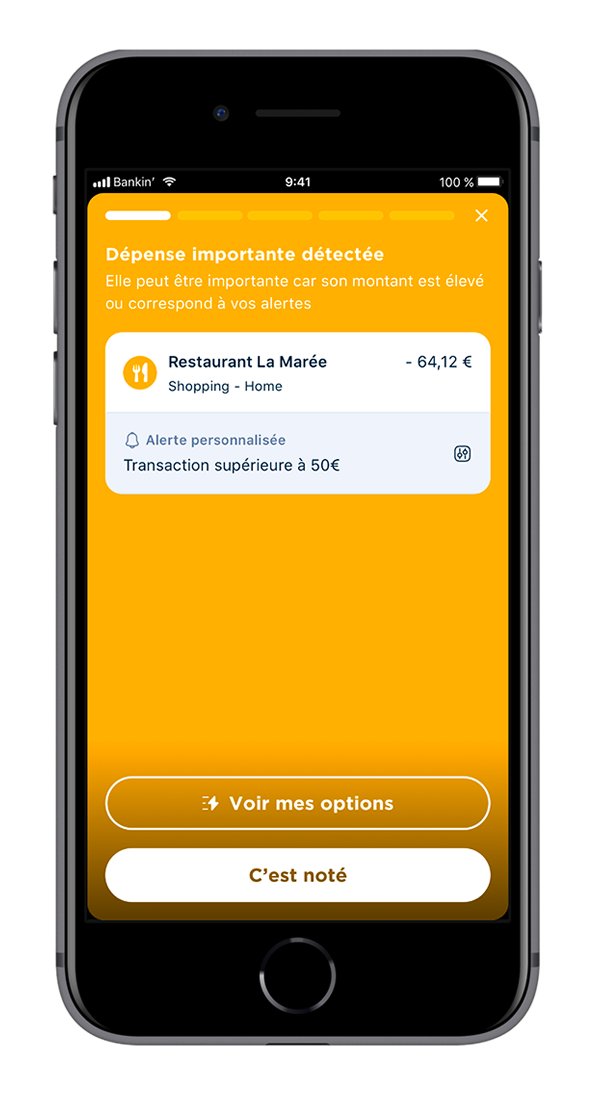 Bankin' 9:41 100 %
Dépense importante détectée
Elle peut être importante car son montant est élevé
ou correspond à vos alertes
Restaurant La Marée - 64,12 €
Shopping - Home
Alerte personnalisée
Transaction supérieure à 50€
Voir mes options
C'est noté